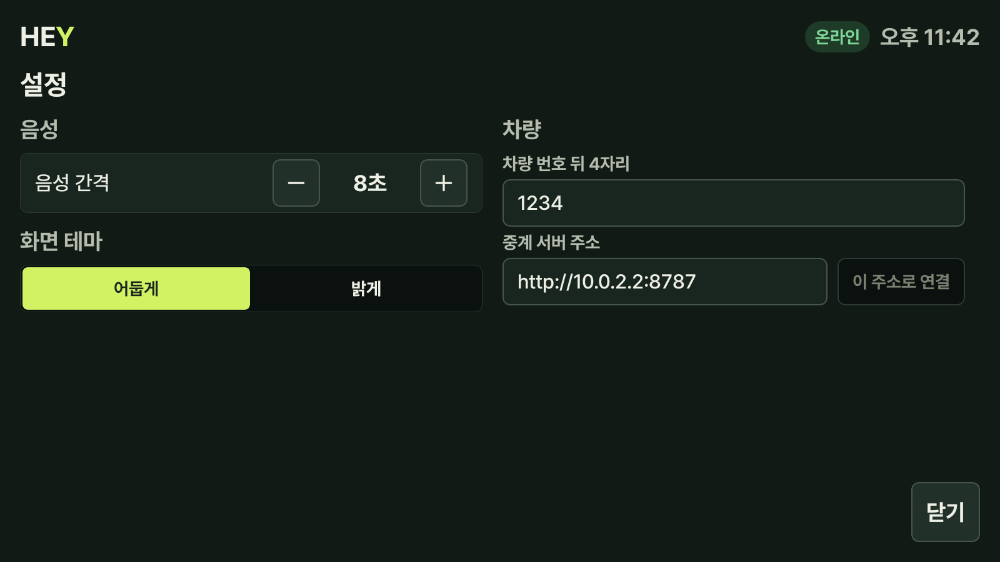 HEY
온라인 오후 11:42
설정
음성
음성 간격 − 8초 +
화면 테마
어둡게 밝게
차량
차량 번호 뒤 4자리
1234
중계 서버 주소
http://10.0.2.2:8787 이 주소로 연결
닫기